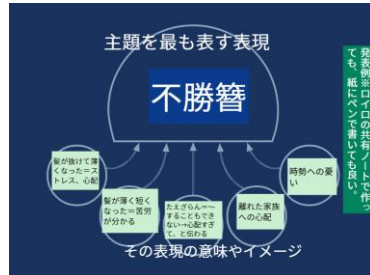 主題を最も表す表現
不勝簪
髪が抜けて薄
くなった=ス
トレス、心配
髪が薄く短く
なった=苦労
が分かる
たえざらん=〜
することもでき
ない→心配すぎ
て、と伝わる
離れた家族
への心配
時勢への憂
い
その表現の意味やイメージ
発表例※ロイロの共有ノートで作っ
ても、紙にペンで書いても良い。